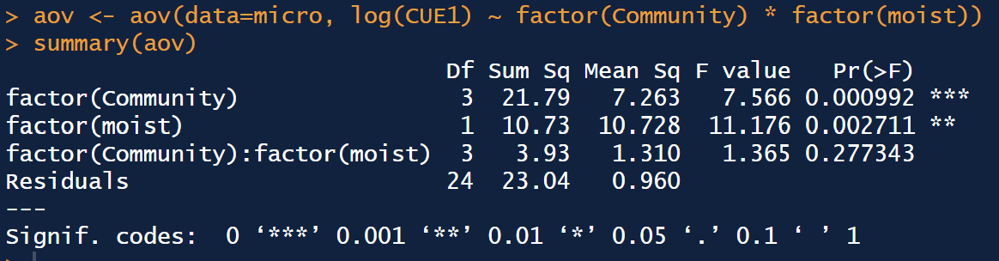 > aov <- aov(data=micro, log(CUE1) ~ factor(Community) * factor(moist))
> summary(aov)
                                Df Sum Sq Mean Sq F value   Pr(>F)
factor(Community)                3  21.79   7.263   7.566 0.000992 ***
factor(moist)                    1  10.73  10.728  11.176 0.002711 **
factor(Community):factor(moist)  3   3.93   1.310   1.365 0.277343
Residuals                       24  23.04   0.960
---
Signif. codes:  0 ‘***’ 0.001 ‘**’ 0.01 ‘*’ 0.05 ‘.’ 0.1 ‘ ’ 1
>